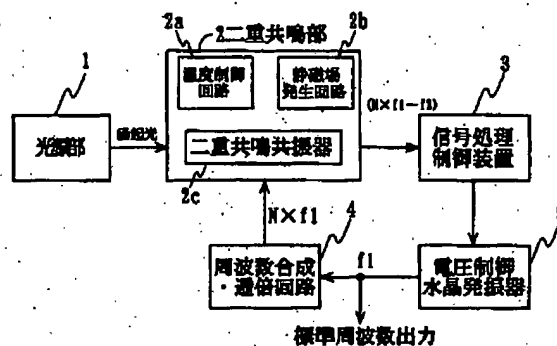 1
光源部
励起光
2a
2
二重共鳴部
2b
温度制御
回路
静磁場
発生回路
二重共鳴共振器
2c
(N×f1-f2)
3
信号処理
制御装置
N×f1
4
周波数合成
・逓倍回路
f1
電圧制御
水晶発振器
標準周波数出力